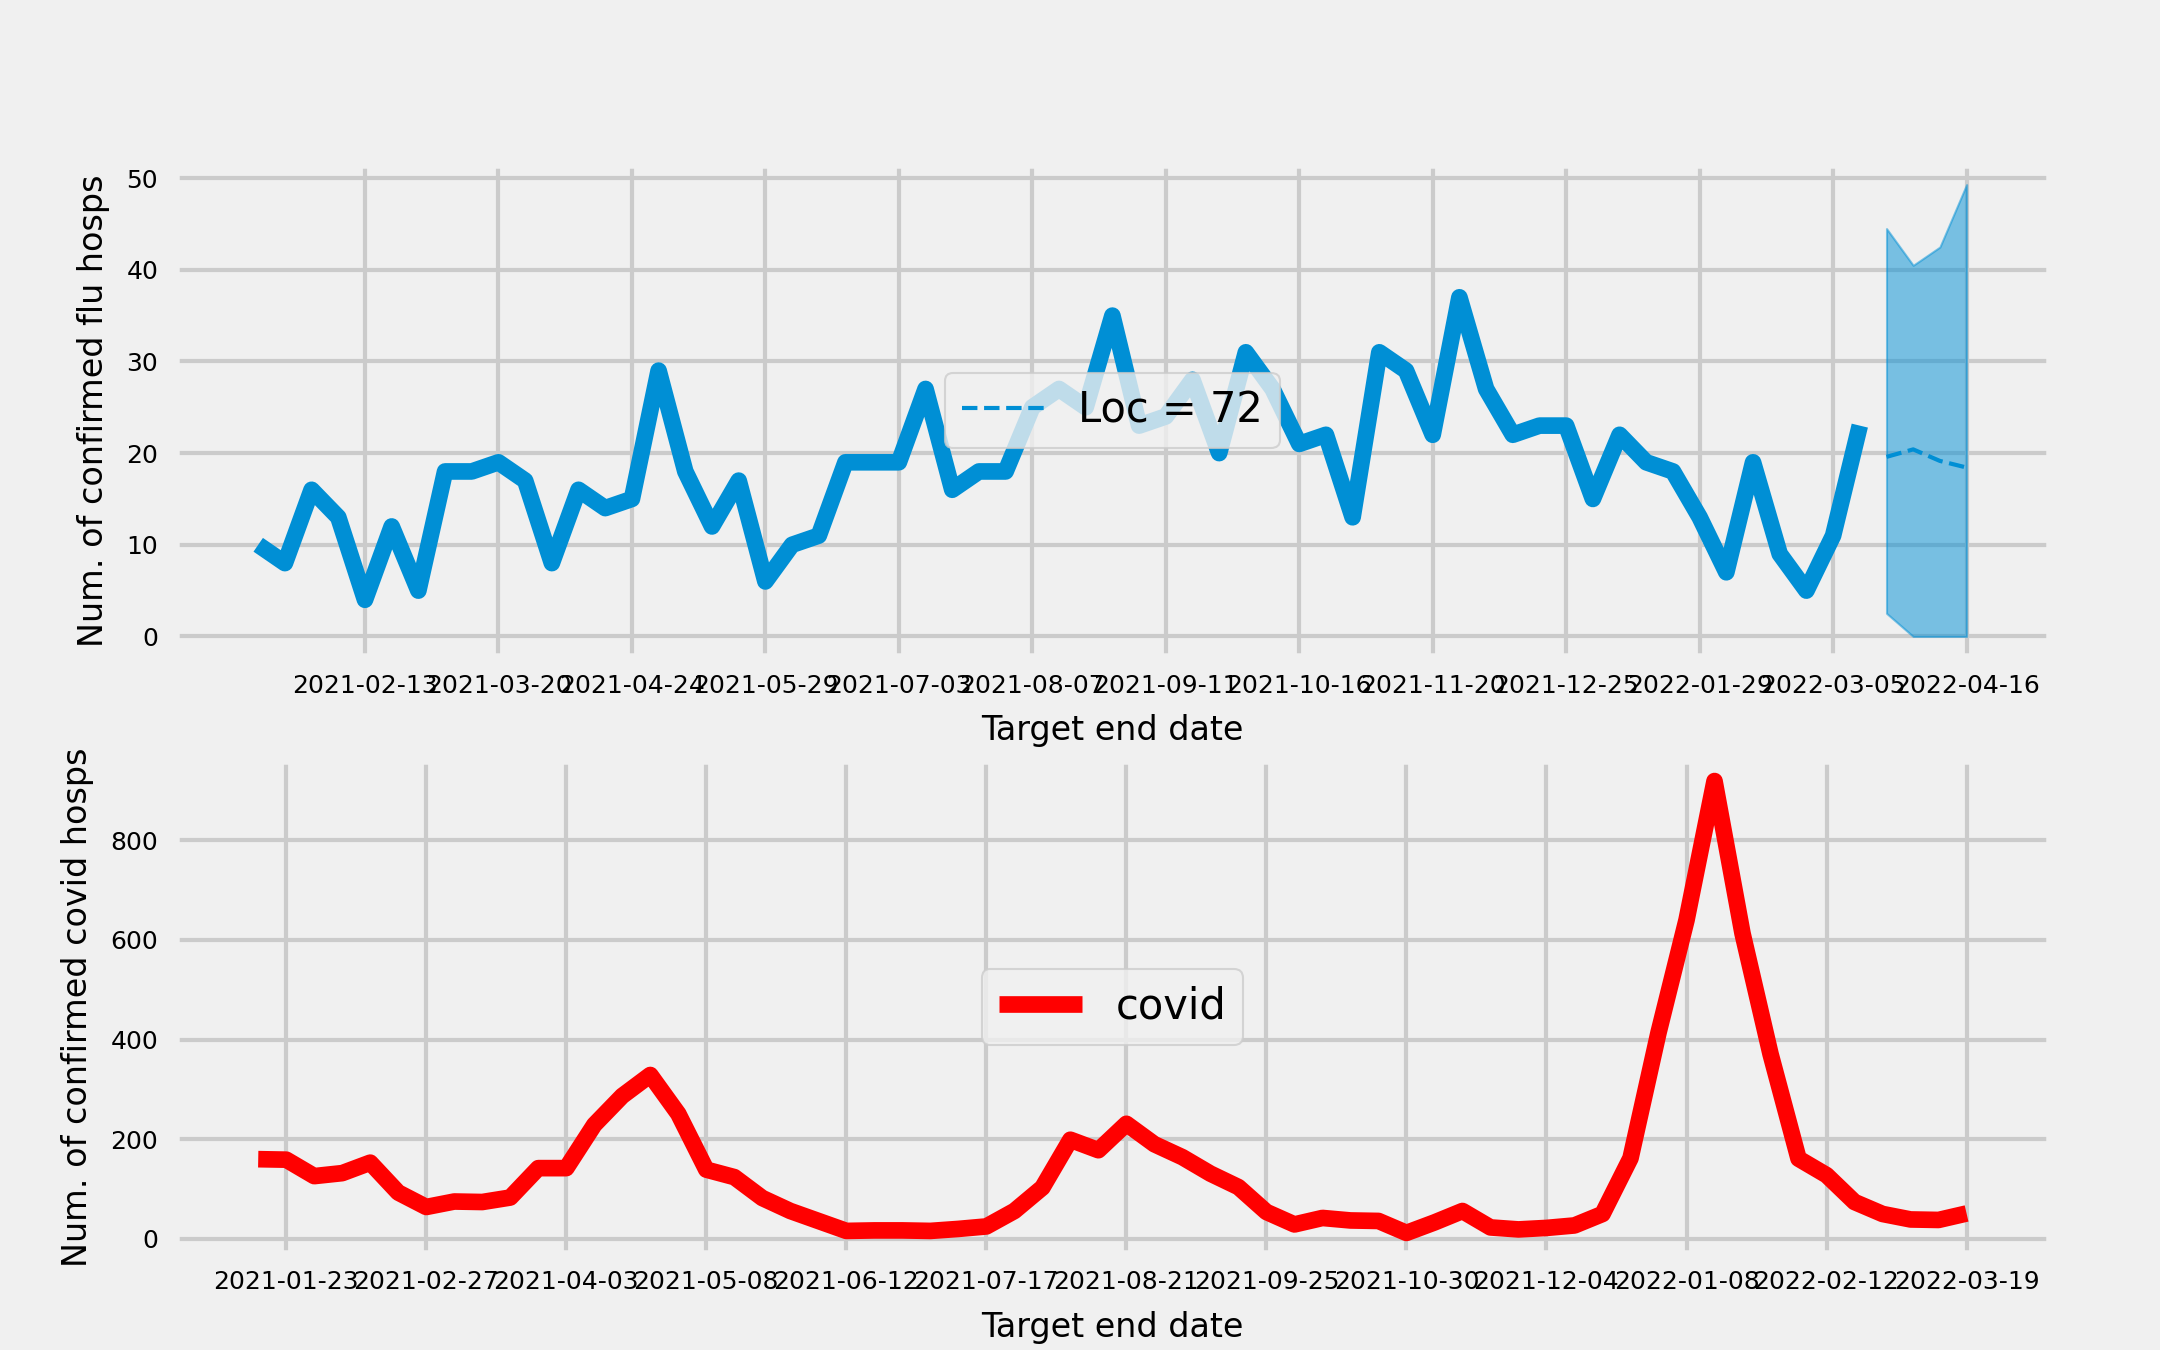 Num. of confirmed flu hosps
50
40
30
20
10
0
Loc = 72
2021-02-13 2021-03-20 2021-04-24 2021-05-29 2021-07-03 2021-08-07 2021-09-11 2021-10-16 2021-11-20 2021-12-25 2022-01-29 2022-03-05 2022-04-16
Target end date
Num. of confirmed covid hosps
800
600
400
200
0
covid
2021-01-23 2021-02-27 2021-04-03 2021-05-08 2021-06-12 2021-07-17 2021-08-21 2021-09-25 2021-10-30 2021-12-04 2022-01-08 2022-02-12 2022-03-19
Target end date